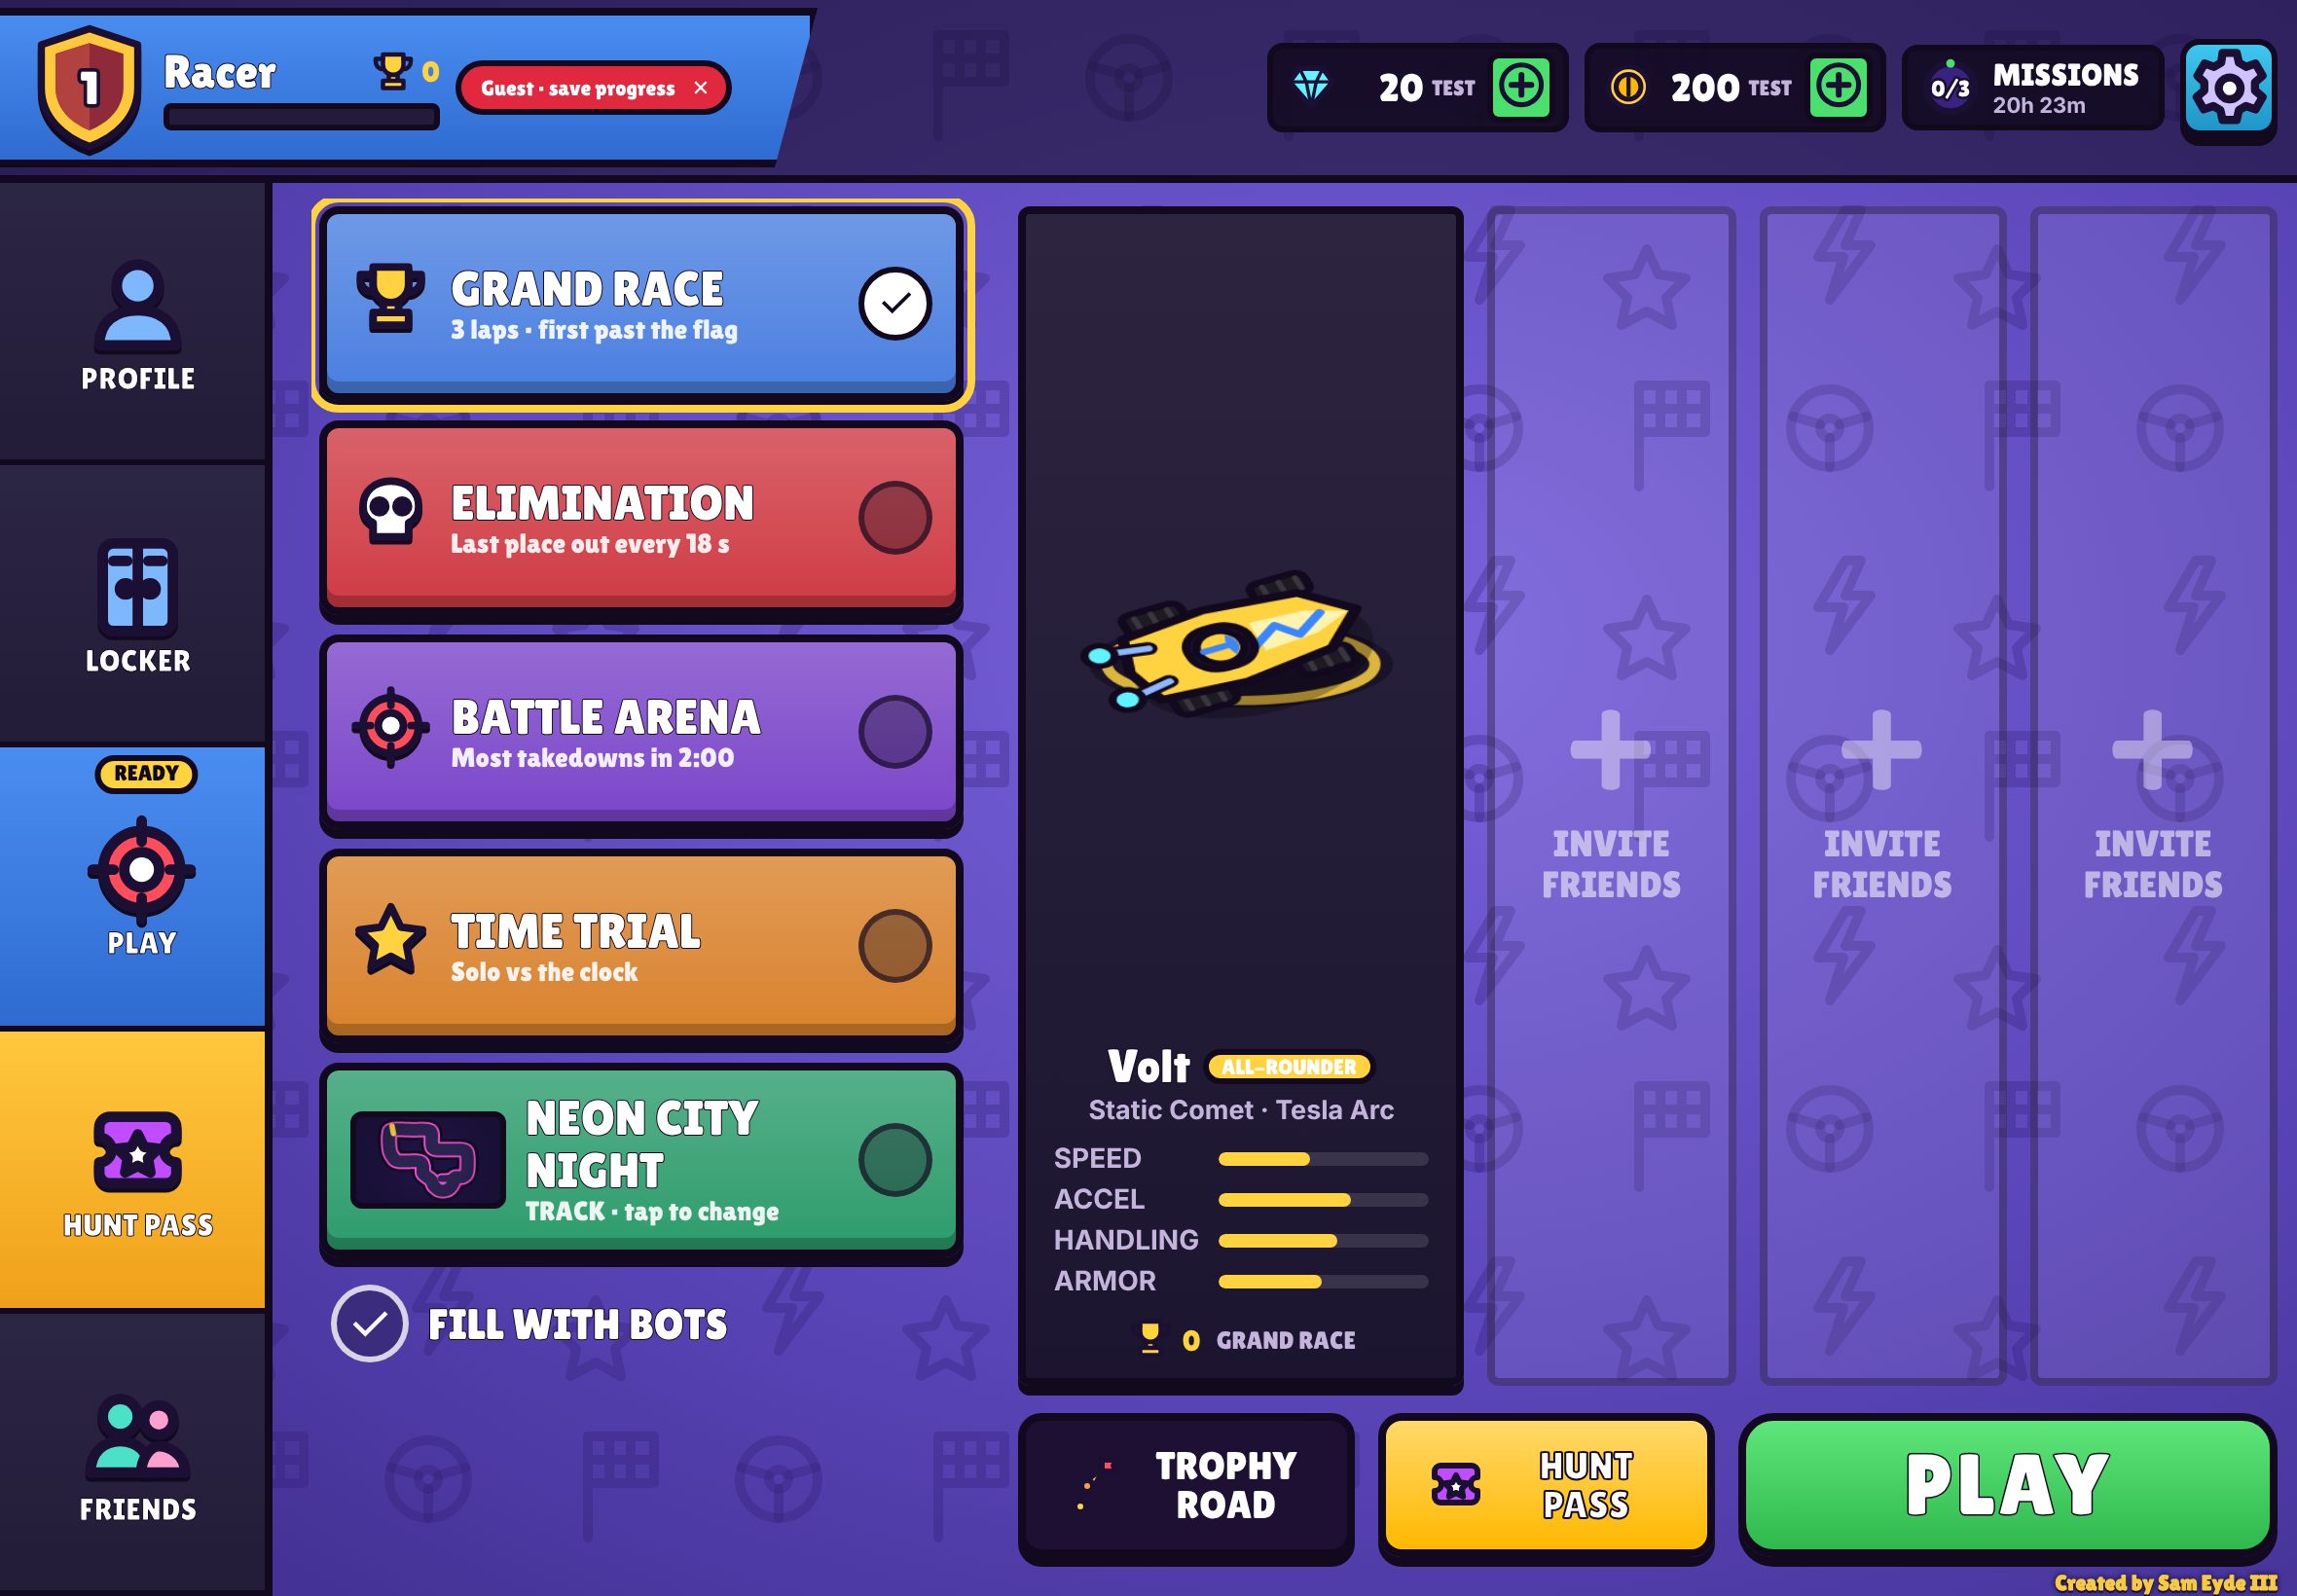 1
Racer
0
Guest · save progress ×
20 TEST
200 TEST
0/3
MISSIONS
20h 23m
PROFILE
LOCKER
READY
PLAY
HUNT PASS
FRIENDS
GRAND RACE
3 laps · first past the flag
ELIMINATION
Last place out every 18 s
BATTLE ARENA
Most takedowns in 2:00
TIME TRIAL
Solo vs the clock
NEON CITY
NIGHT
TRACK · tap to change
FILL WITH BOTS
Volt ALL-ROUNDER
Static Comet · Tesla Arc
SPEED
ACCEL
HANDLING
ARMOR
0 GRAND RACE
INVITE
FRIENDS
INVITE
FRIENDS
INVITE
FRIENDS
TROPHY
ROAD
HUNT
PASS
PLAY
Created by Sam Eyde III